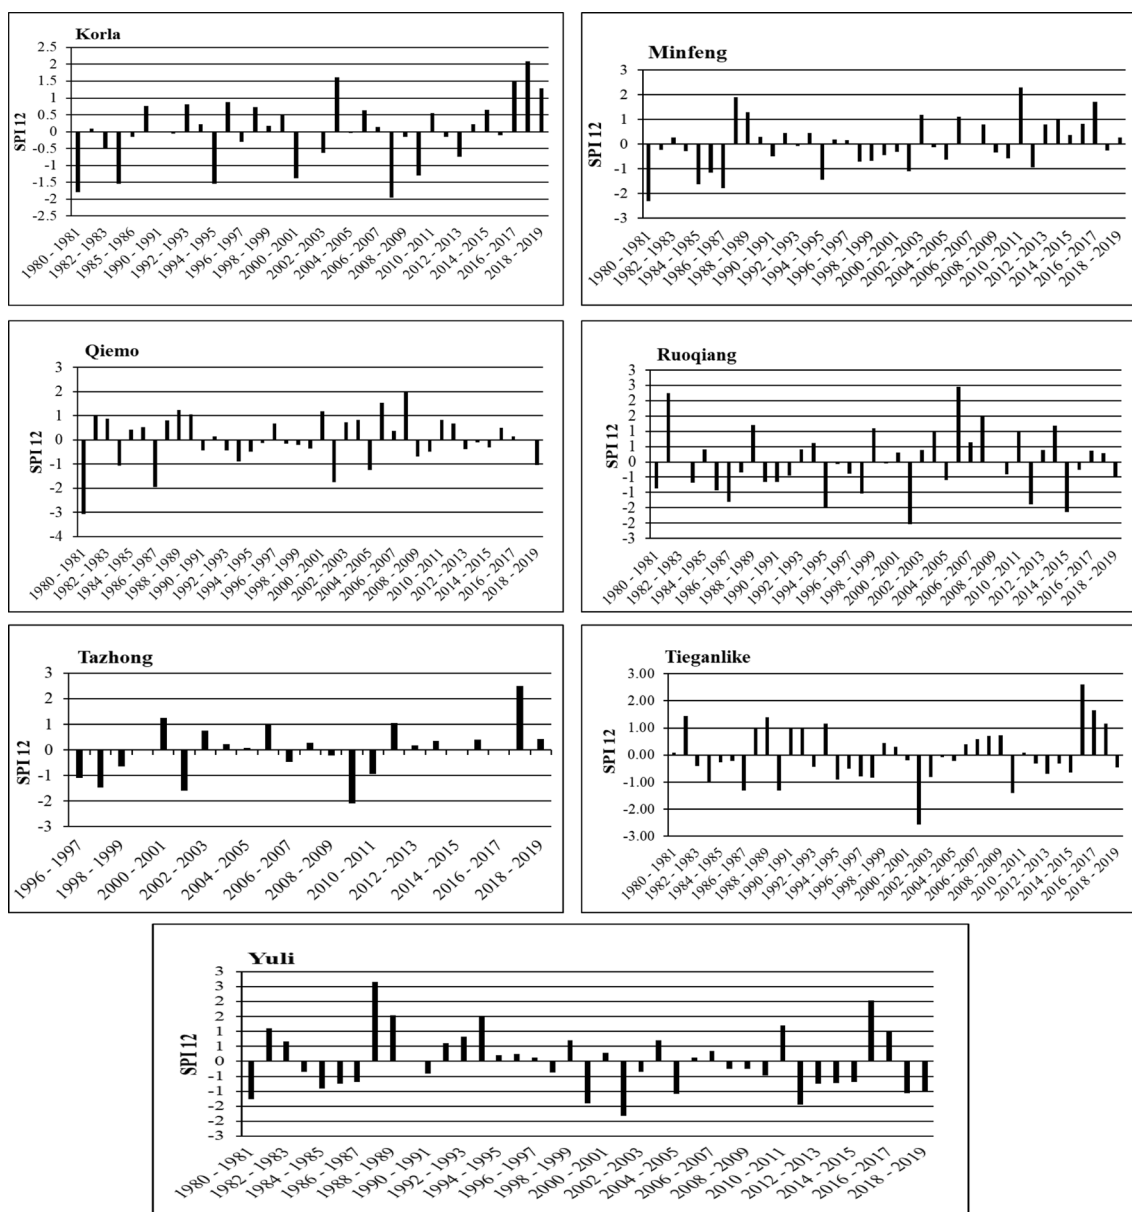 Korla
SPI 12
2.5
2
1.5
1
0.5
0
-0.5
-1
-1.5
-2
2.5
1980 - 1981
1982 - 1983
1985 - 1986
1990 - 1991
1992 - 1993
1994 - 1995
1996 - 1997
1998 - 1999
2000 - 2001
2002 - 2003
2004 - 2005
2006 - 2007
2008 - 2009
2010 - 2011
2012 - 2013
2014 - 2015
2016 - 2017
2018 - 2019
Minfeng
SPI 12
3
2
1
0
-1
-2
-3
1980 - 1981
1982 - 1983
1984 - 1985
1986 - 1987
1988 - 1989
1990 - 1991
1992 - 1993
1994 - 1995
1996 - 1997
1998 - 1999
2000 - 2001
2002 - 2003
2004 - 2005
2006 - 2007
2008 - 2009
2010 - 2011
2012 - 2013
2014 - 2015
2016 - 2017
2018 - 2019
Qiemo
SPI 12
3
2
1
0
-1
-2
-3
-4
1980 - 1981
1982 - 1983
1984 - 1985
1986 - 1987
1988 - 1989
1990 - 1991
1992 - 1993
1994 - 1995
1996 - 1997
1998 - 1999
2000 - 2001
2002 - 2003
2004 - 2005
2006 - 2007
2008 - 2009
2010 - 2011
2012 - 2013
2014 - 2015
2016 - 2017
2018 - 2019
Ruoqiang
SPI 12
3
3
2
2
1
1
0
-1
-1
-2
-2
-3
1980 - 1981
1982 - 1983
1984 - 1985
1986 - 1987
1988 - 1989
1990 - 1991
1992 - 1993
1994 - 1995
1996 - 1997
1998 - 1999
2000 - 2001
2002 - 2003
2004 - 2005
2006 - 2007
2008 - 2009
2010 - 2011
2012 - 2013
2014 - 2015
2016 - 2017
2018 - 2019
Tazhong
SPI 12
3
2
1
0
-1
-2
-3
1996 - 1997
1998 - 1999
2000 - 2001
2002 - 2003
2004 - 2005
2006 - 2007
2008 - 2009
2010 - 2011
2012 - 2013
2014 - 2015
2016 - 2017
2018 - 2019
Tieganlike
SPI 12
3.00
2.00
1.00
0.00
-1.00
-2.00
-3.00
1980 - 1981
1982 - 1983
1984 - 1985
1986 - 1987
1988 - 1989
1990 - 1991
1992 - 1993
1994 - 1995
1996 - 1997
1998 - 1999
2000 - 2001
2002 - 2003
2004 - 2005
2006 - 2007
2008 - 2009
2010 - 2011
2012 - 2013
2014 - 2015
2016 - 2017
2018 - 2019
Yuli
SPI 12
3
3
2
2
1
1
0
-1
-1
-2
-2
-3
1980 - 1981
1982 - 1983
1984 - 1985
1986 - 1987
1988 - 1989
1990 - 1991
1992 - 1993
1994 - 1995
1996 - 1997
1998 - 1999
2000 - 2001
2002 - 2003
2004 - 2005
2006 - 2007
2008 - 2009
2010 - 2011
2012 - 2013
2014 - 2015
2016 - 2017
2018 - 2019